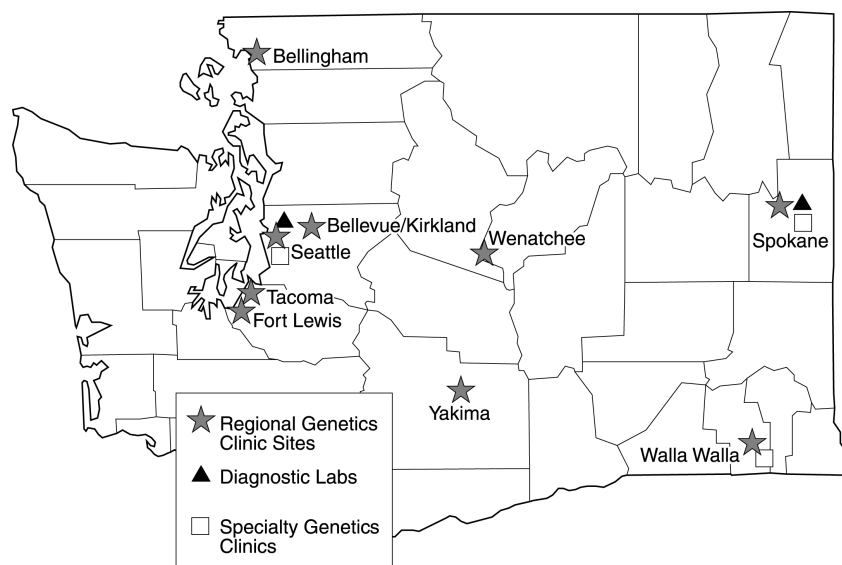 Bellingham
Bellevue/Kirkland
Seattle
Wenatchee
Spokane
Tacoma
Fort Lewis
Yakima
Walla Walla
Regional Genetics
Clinic Sites
Diagnostic Labs
Specialty Genetics
Clinics